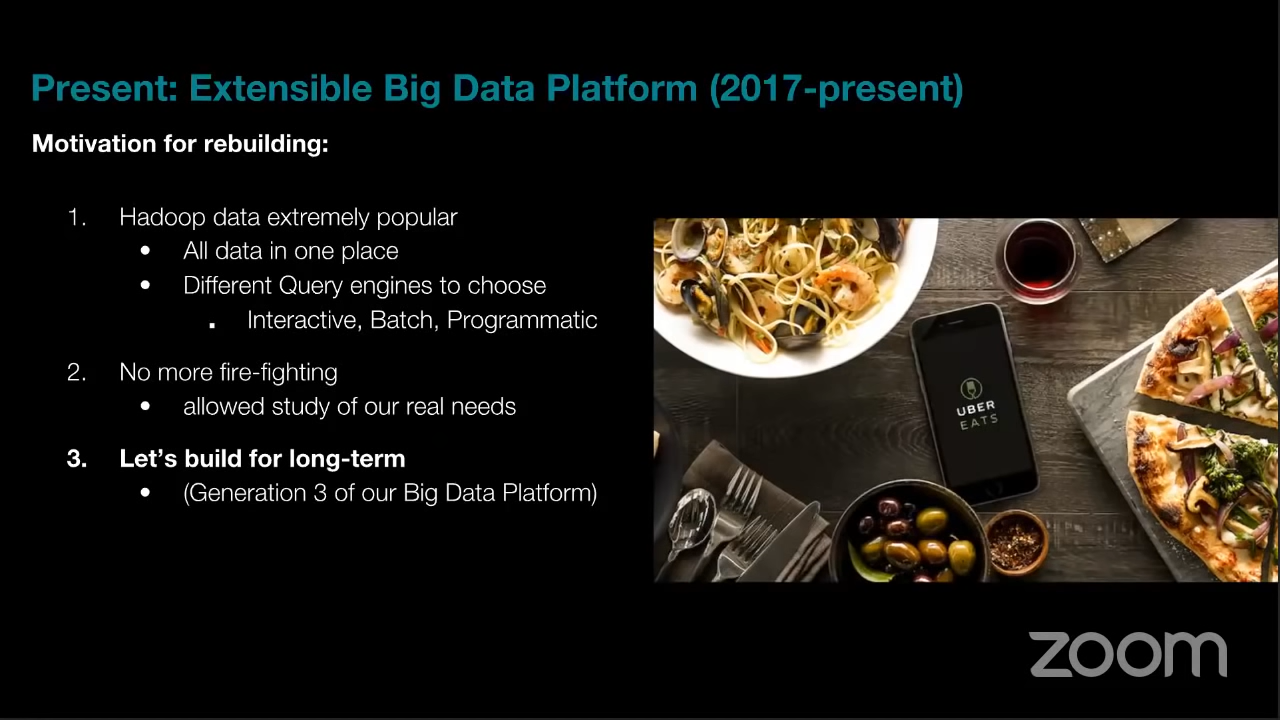 Present: Extensible Big Data Platform (2017-present)
Motivation for rebuilding:
1. Hadoop data extremely popular
• All data in one place
• Different Query engines to choose
▪ Interactive, Batch, Programmatic
2. No more fire-fighting
• allowed study of our real needs
3. Let's build for long-term
• (Generation 3 of our Big Data Platform)
UBER
EATS
zoom